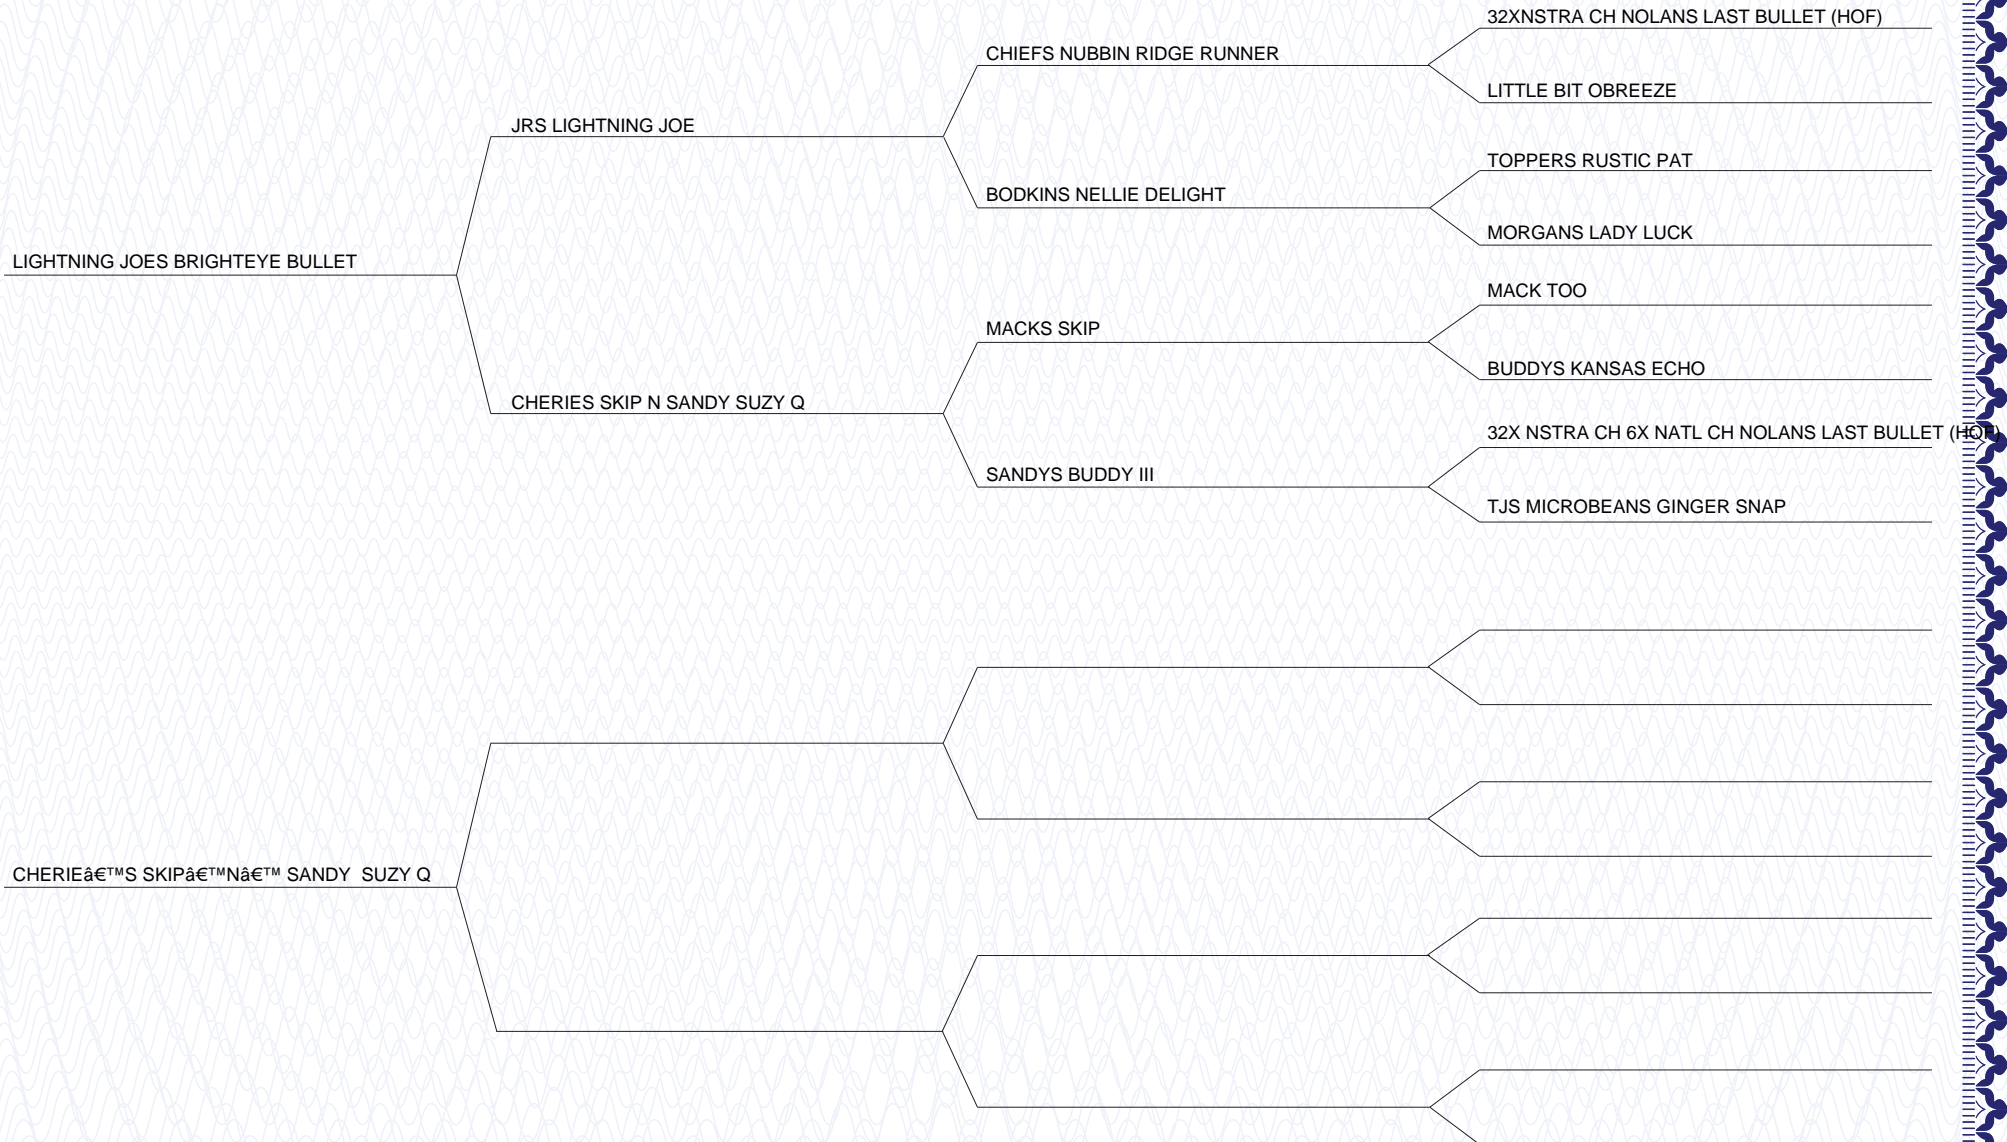 32XNSTRA CH NOLANS LAST BULLET (HOF)
CHIEFS NUBBIN RIDGE RUNNER
LITTLE BIT OBREEZE
JRS LIGHTNING JOE
TOPPERS RUSTIC PAT
BODKINS NELLIE DELIGHT
MORGANS LADY LUCK
LIGHTNING JOES BRIGHTEYE BULLET
MACK TOO
MACKS SKIP
BUDDYS KANSAS ECHO
CHERIES SKIP N SANDY SUZY Q
32X NSTRA CH 6X NATL CH NOLANS LAST BULLET (HOF)
SANDYS BUDDY III
TJS MICROBEANS GINGER SNAP
CHERIEâ€™S SKIPâ€™Nâ€™ SANDY  SUZY Q